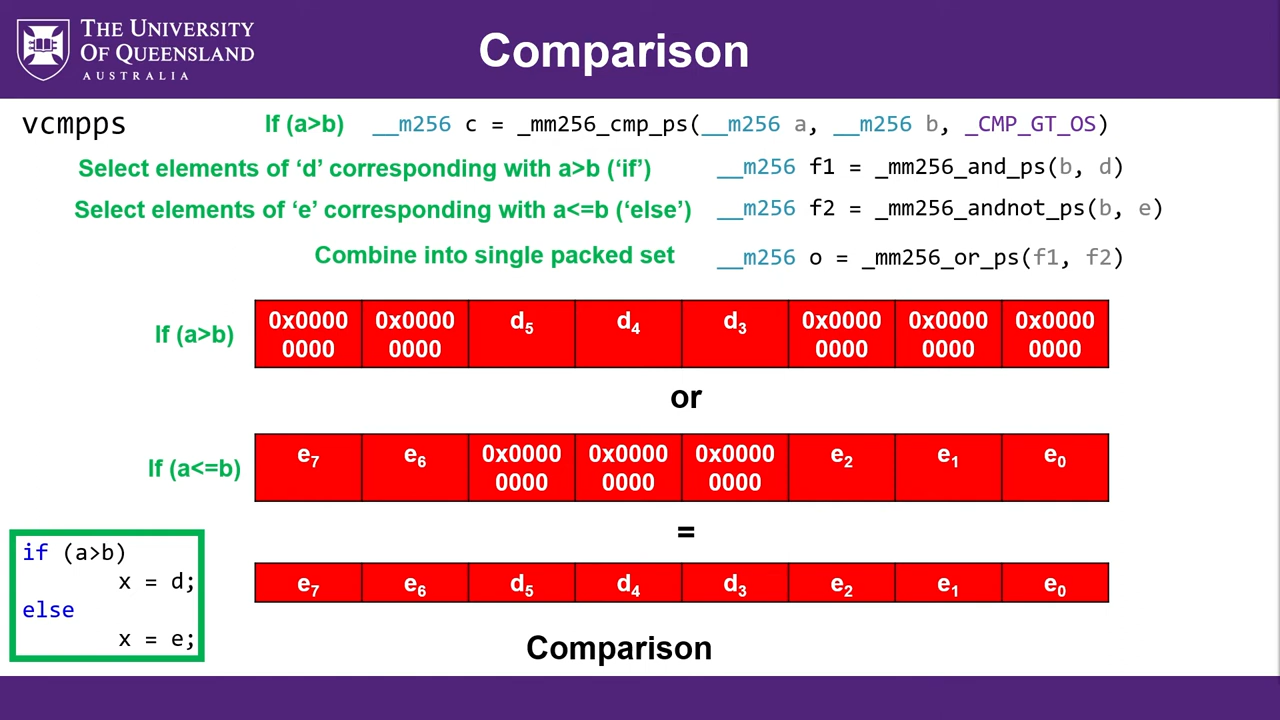 THE UNIVERSITY
OF QUEENSLAND
AUSTRALIA
Comparison
vcmpps If (a>b) __m256 c = _mm256_cmp_ps(__m256 a, __m256 b, _CMP_GT_OS)
Select elements of ‘d’ corresponding with a>b (‘if’) __m256 f1 = _mm256_and_ps(b, d)
Select elements of ‘e’ corresponding with a<=b (‘else’) __m256 f2 = _mm256_andnot_ps(b, e)
Combine into single packed set __m256 o = _mm256_or_ps(f1, f2)
If (a>b) 0x0000 0000 0x0000 0000 d5 d4 d3 0x0000 0000 0x0000 0000 0x0000 0000
or
If (a<=b) e7 e6 0x0000 0000 0x0000 0000 0x0000 0000 e2 e1 e0
=
e7 e6 d5 d4 d3 e2 e1 e0
if (a>b)
x = d;
else
x = e;
Comparison